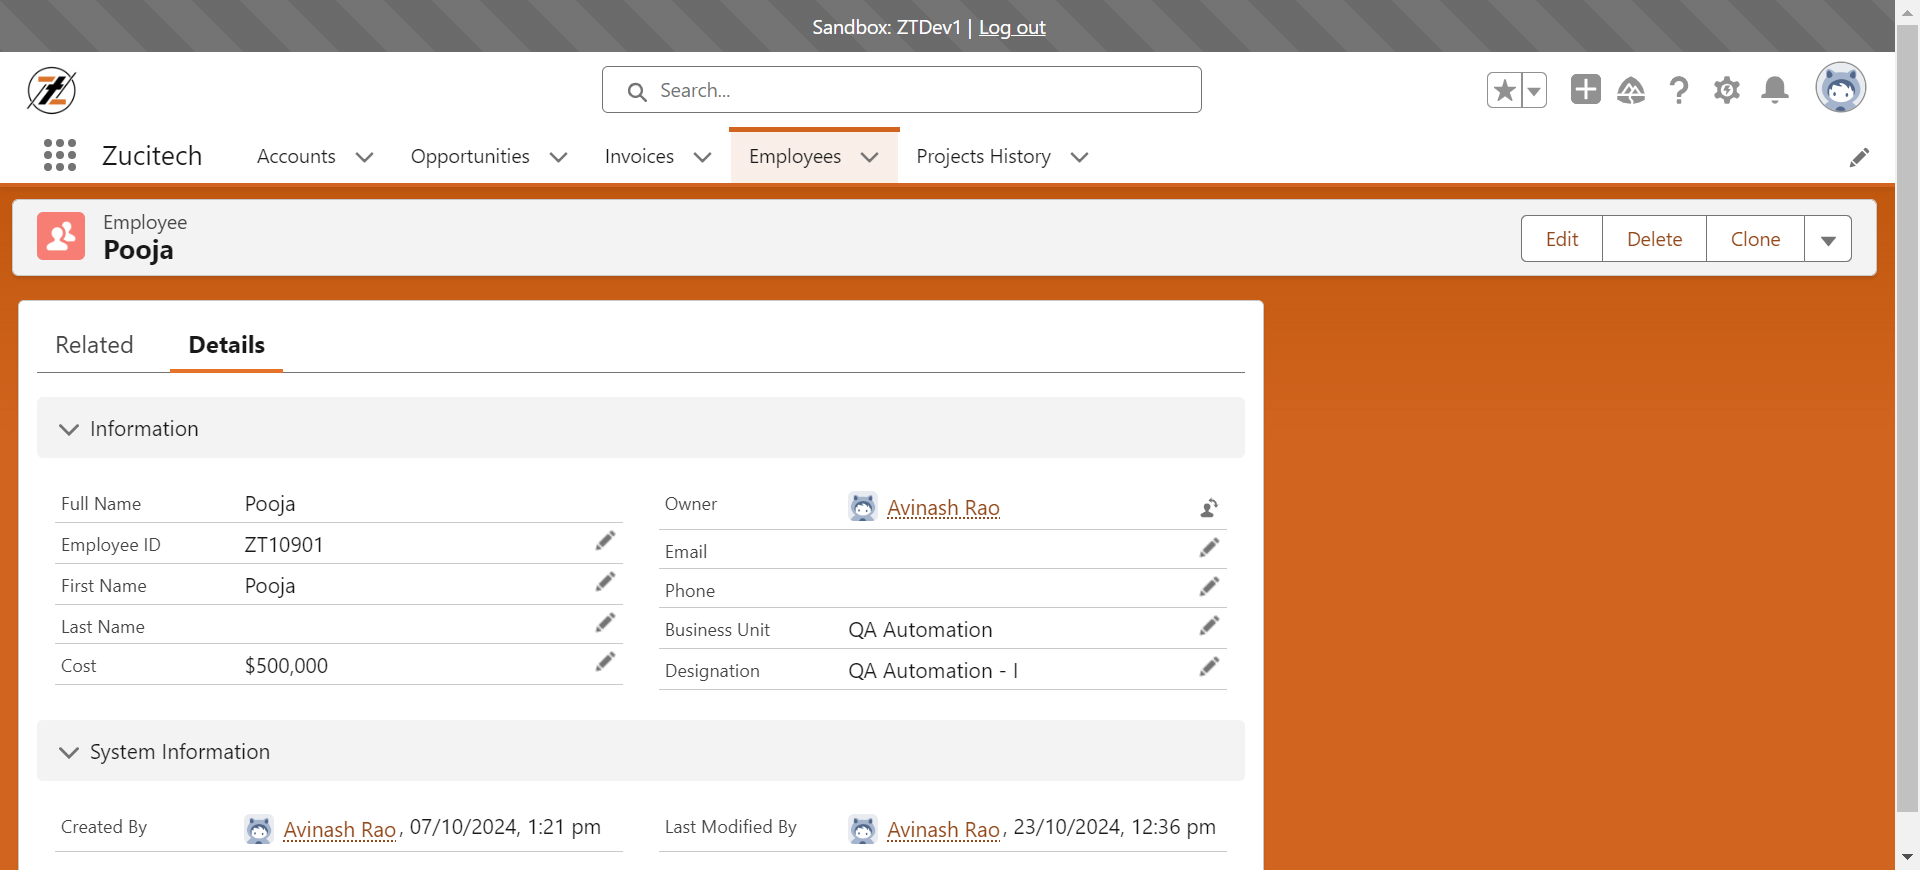 Sandbox: ZTDev1 | Log out
Search...
Zucitech Accounts Opportunities Invoices Employees Projects History
Employee
Pooja
Edit Delete Clone
Related Details
Information
Full Name Pooja
Owner Avinash Rao
Employee ID ZT10901
Email
First Name Pooja
Phone
Last Name
Business Unit QA Automation
Cost $500,000
Designation QA Automation - I
System Information
Created By Avinash Rao, 07/10/2024, 1:21 pm
Last Modified By Avinash Rao, 23/10/2024, 12:36 pm